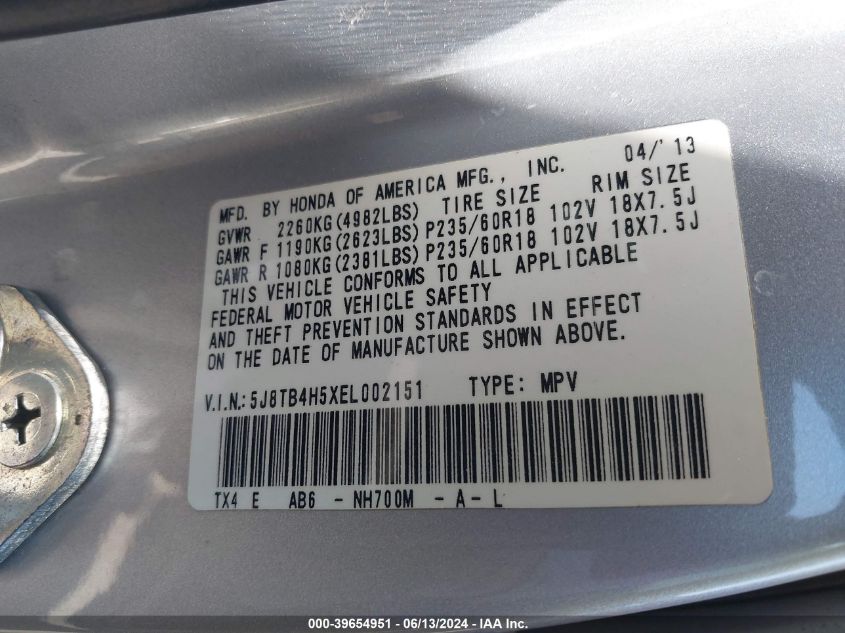 MFD. BY HONDA OF AMERICA MFG., INC. 04/'13
GVWR 2260KG(4982LBS) TIRE SIZE RIM SIZE
GAWR F 1190KG(2623LBS) P235/60R18 102V 18X7.5J
GAWR R 1080KG(2381LBS) P235/60R18 102V 18X7.5J
THIS VEHICLE CONFORMS TO ALL APPLICABLE
FEDERAL MOTOR VEHICLE SAFETY
AND THEFT PREVENTION STANDARDS IN EFFECT
ON THE DATE OF MANUFACTURE SHOWN ABOVE.
V.I.N.: 5J8TB4H5XEL002151 TYPE: MPV
TX4 E AB6 - NH700M - A - L
000-39654951 - 06/13/2024 - IAA Inc.